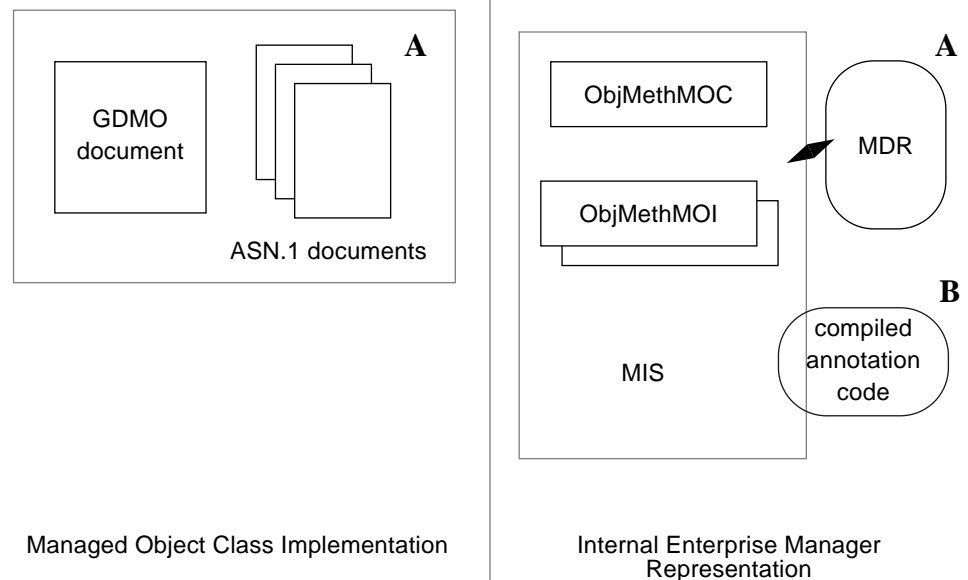 A
GDMO
document
ASN.1 documents
Managed Object Class Implementation
ObjMethMOC
A
MDR
ObjMethMOI
B
compiled
annotation
code
MIS
Internal Enterprise Manager
Representation